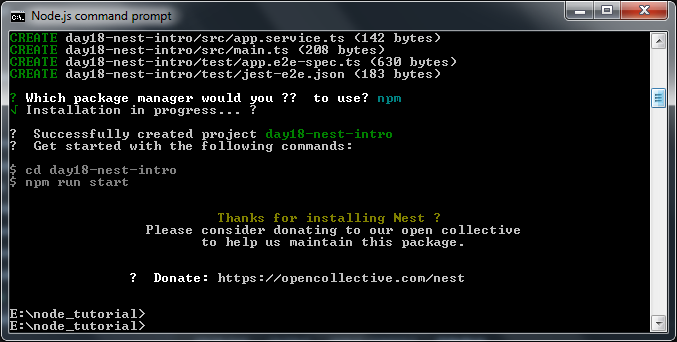 Node.js command prompt
CREATE day18-nest-intro/src/app.service.ts (142 bytes)
CREATE day18-nest-intro/src/main.ts (208 bytes)
CREATE day18-nest-intro/test/app.e2e-spec.ts (630 bytes)
CREATE day18-nest-intro/test/jest-e2e.json (183 bytes)
? Which package manager would you ??  to use? npm
√ Installation in progress... ?
?  Successfully created project day18-nest-intro
?  Get started with the following commands:
$ cd day18-nest-intro
$ npm run start
Thanks for installing Nest ?
Please consider donating to our open collective
to help us maintain this package.
?  Donate: https://opencollective.com/nest
E:\node_tutorial>
E:\node_tutorial>